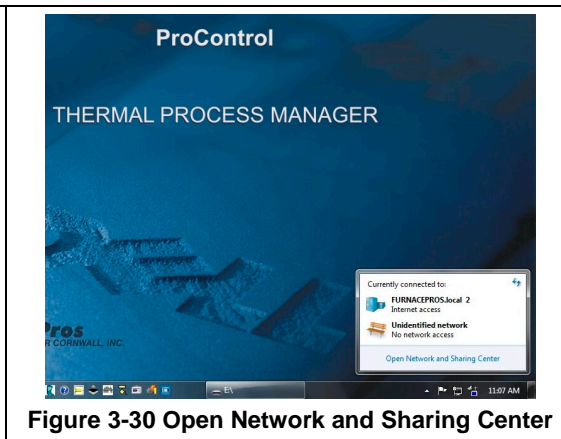 ProControl
THERMAL PROCESS MANAGER
Currently connected to:
FURNACEPROS.local 2
Internet access
Unidentified network
No network access
Open Network and Sharing Center
Pros
R CORNWALL, INC.
E:\
11:07 AM
Figure 3-30 Open Network and Sharing Center